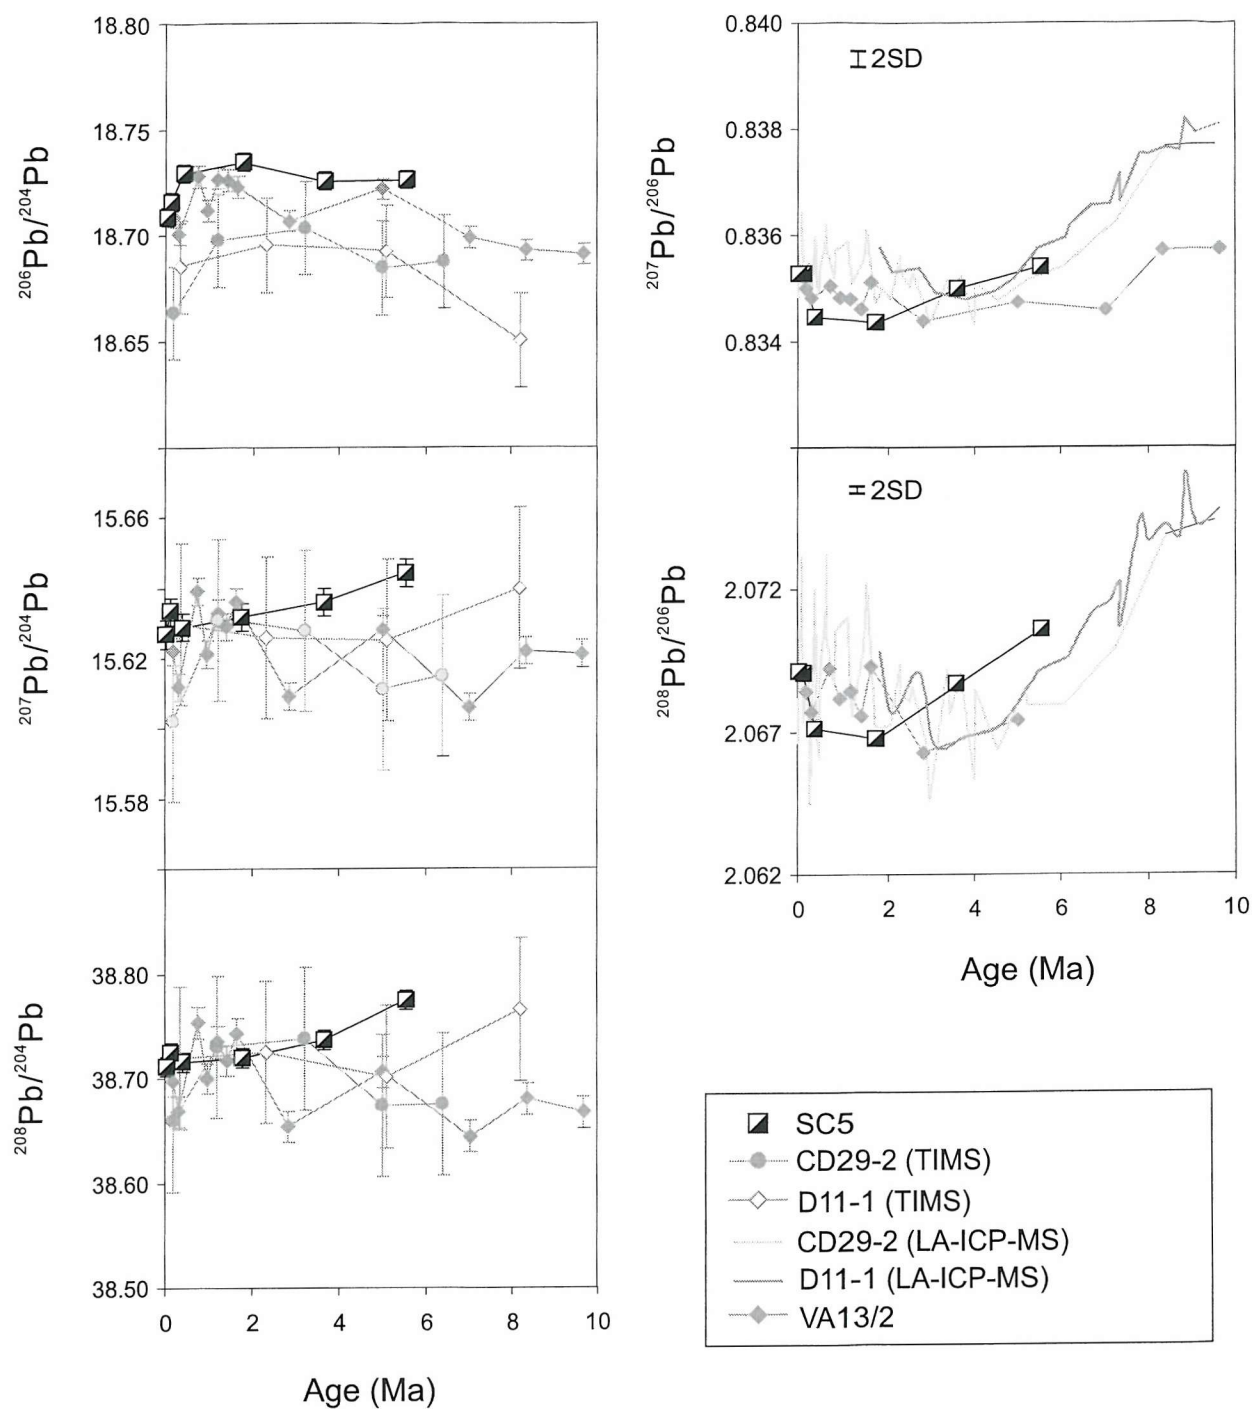 18.80
18.75
18.70
18.65
²⁰⁶Pb/²⁰⁴Pb
15.66
15.62
15.58
²⁰⁷Pb/²⁰⁴Pb
38.80
38.70
38.60
38.50
²⁰⁸Pb/²⁰⁴Pb
0 2 4 6 8 10
Age (Ma)
0.840
0.838
0.836
0.834
²⁰⁷Pb/²⁰⁶Pb
2SD
2.072
2.067
2.062
²⁰⁸Pb/²⁰⁶Pb
2SD
0 2 4 6 8 10
Age (Ma)
SC5
CD29-2 (TIMS)
D11-1 (TIMS)
CD29-2 (LA-ICP-MS)
D11-1 (LA-ICP-MS)
VA13/2